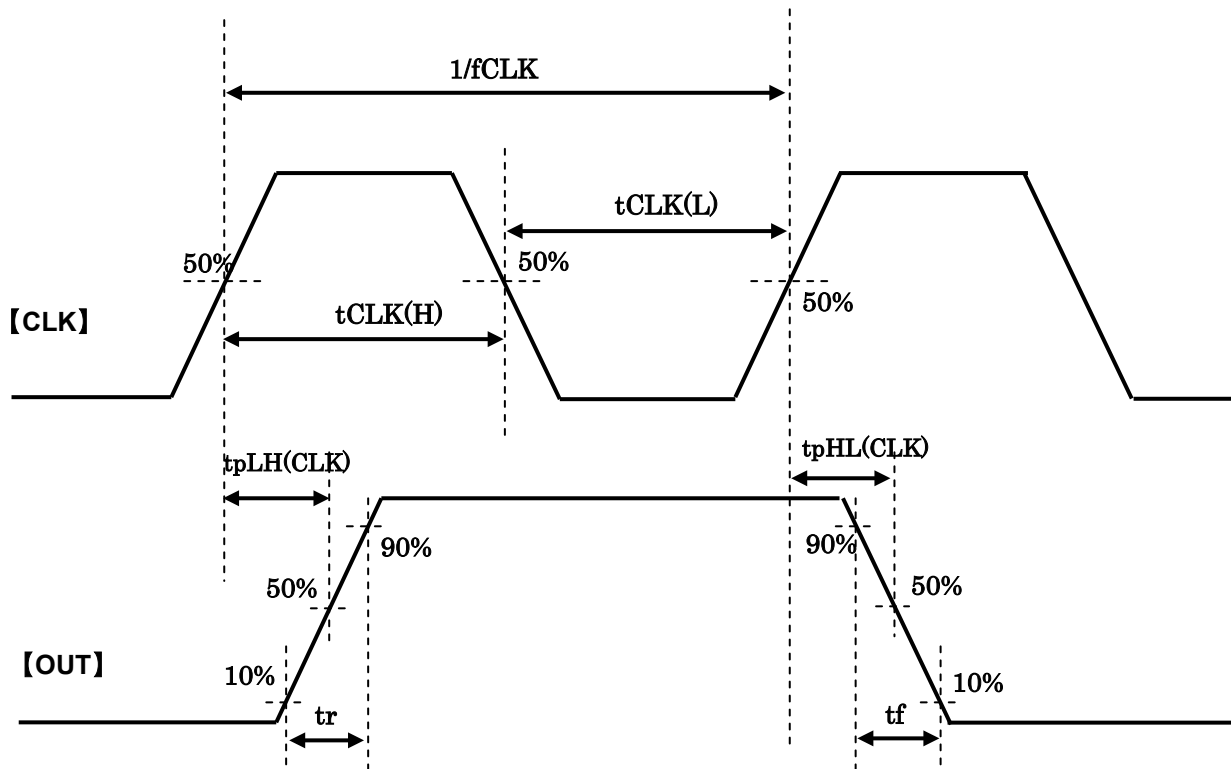 1/fCLK
tCLK(L)
50%
50%
50%
tCLK(H)
【CLK】
tpLH(CLK)
tpHL(CLK)
90%
90%
50%
50%
【OUT】
10%
10%
tr
tf